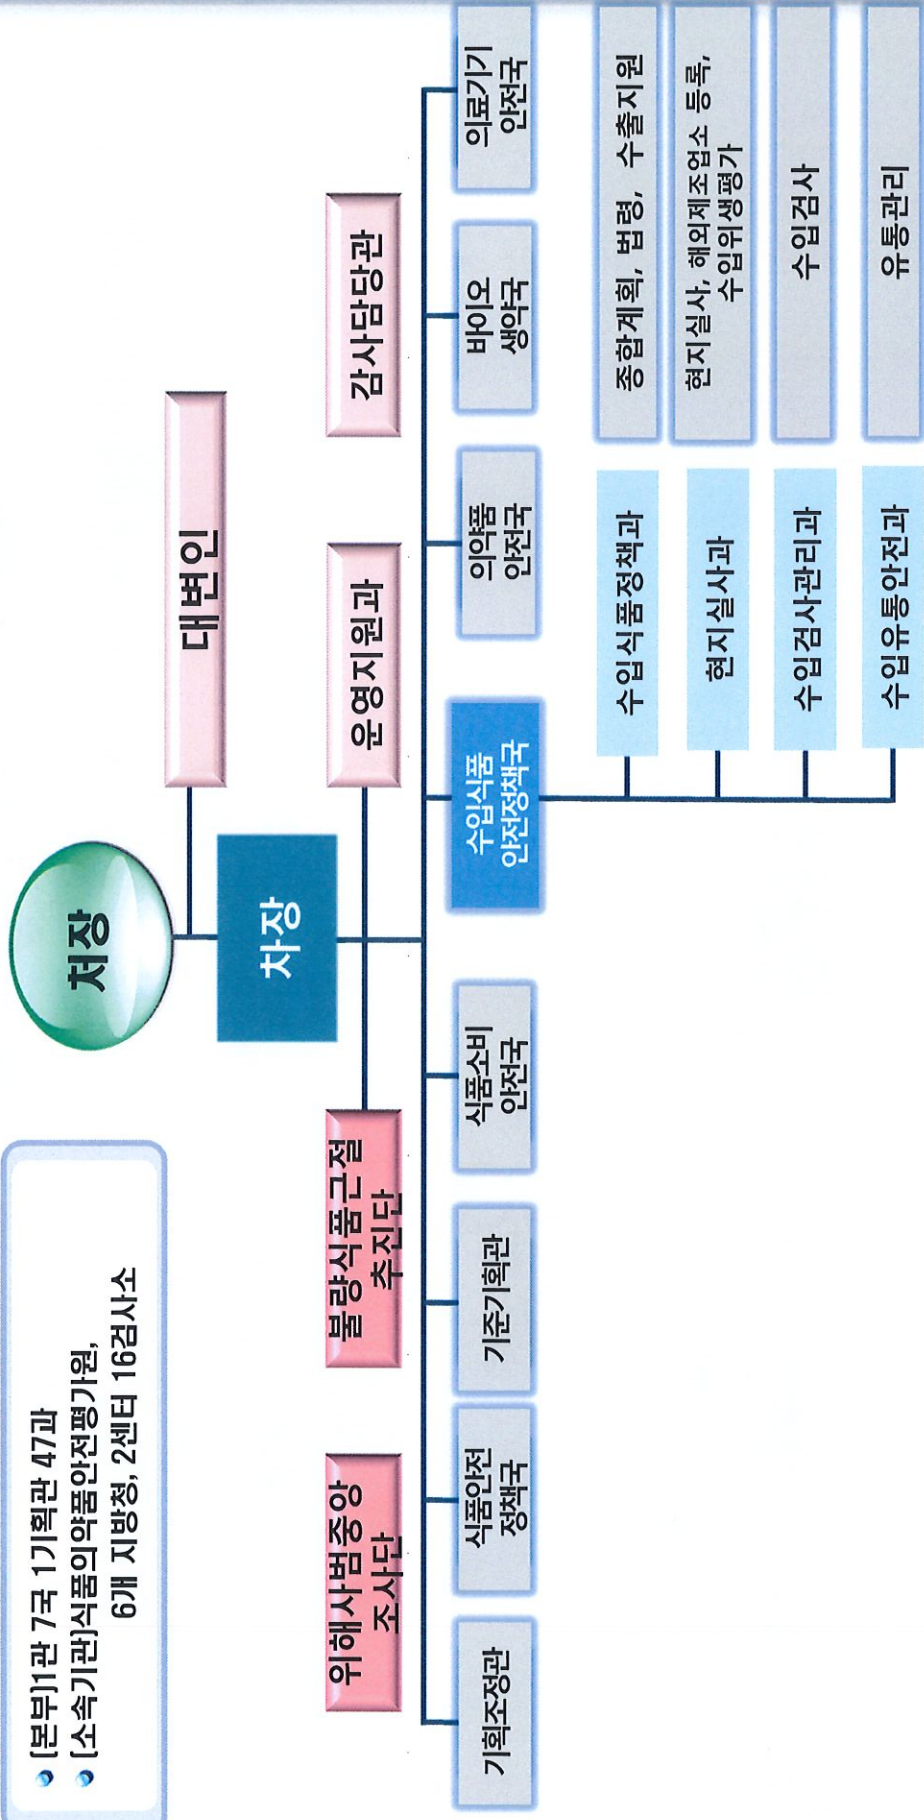 [본부]1관 7국 1기획관 47과
[소속기관]식품의약품안전평가원,
6개 지방청, 2센터 16검사소
처장
대변인
차장
위해사범중앙
조사단
불량식품근절
추진단
운영지원과
감사담당관
기획조정관
식품안전
정책국
기준기획관
식품소비
안전국
수입식품
안전정책국
의약품
안전국
바이오
생약국
의료기기
안전국
수입식품정책과
종합계획, 법령, 수출지원
현지실사과
현지실사, 해외제조업소 등록,
수입위생평가
수입검사관리과
수입검사
수입유통안전과
유통관리